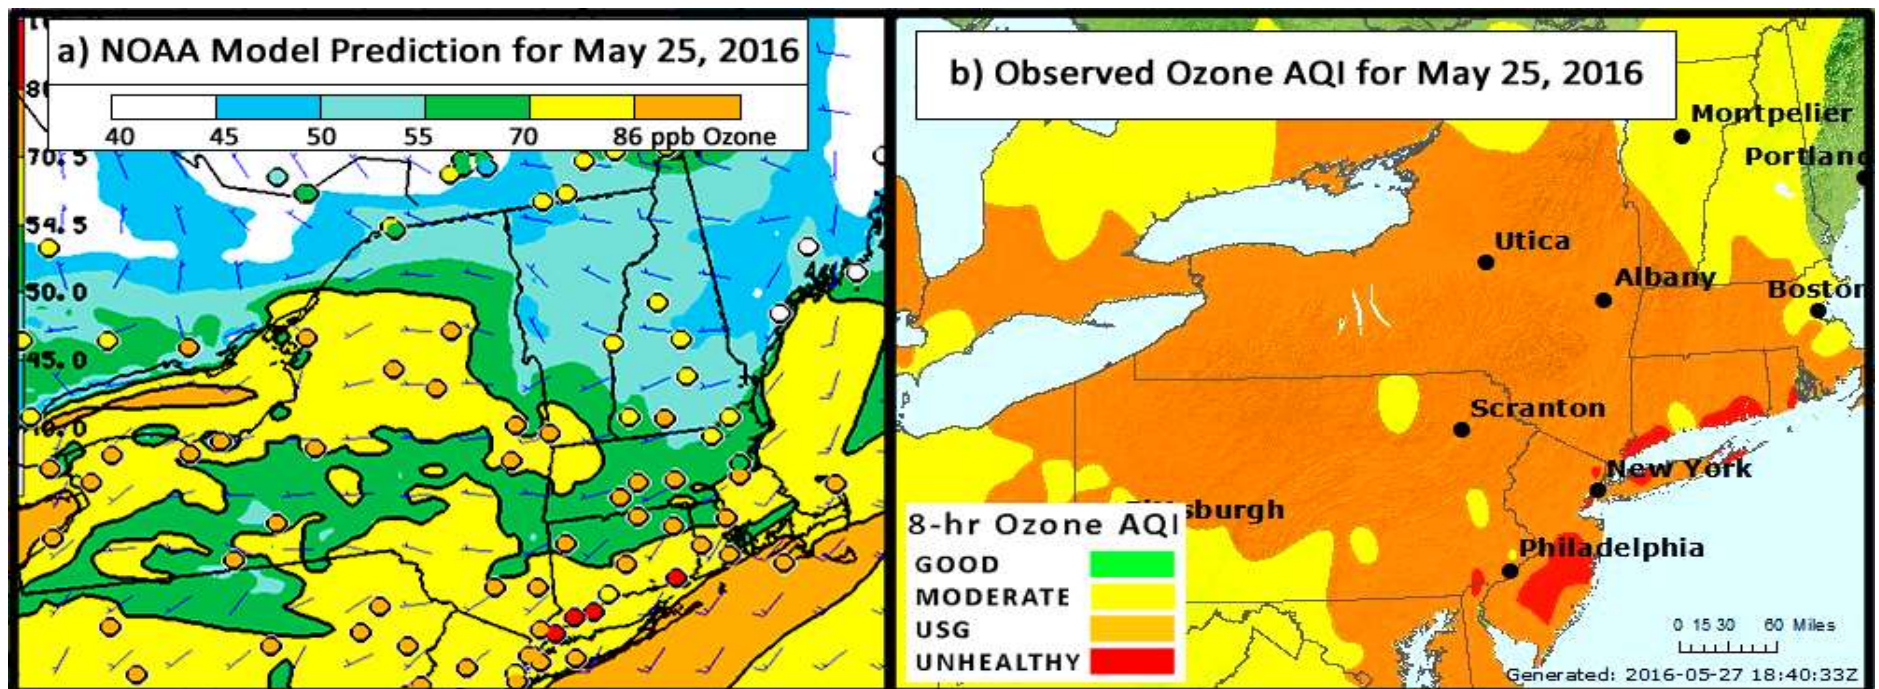 a) NOAA Model Prediction for May 25, 2016
40 45 50 55 70 86 ppb Ozone
70.5
54.5
50.0
45.0
b) Observed Ozone AQI for May 25, 2016
Montpelier
Portland
Utica
Albany
Boston
Scranton
New York
sburgh
Philadelphia
8-hr Ozone AQI
GOOD
MODERATE
USG
UNHEALTHY
0 15 30 60 Miles
Generated: 2016-05-27 18:40:33Z